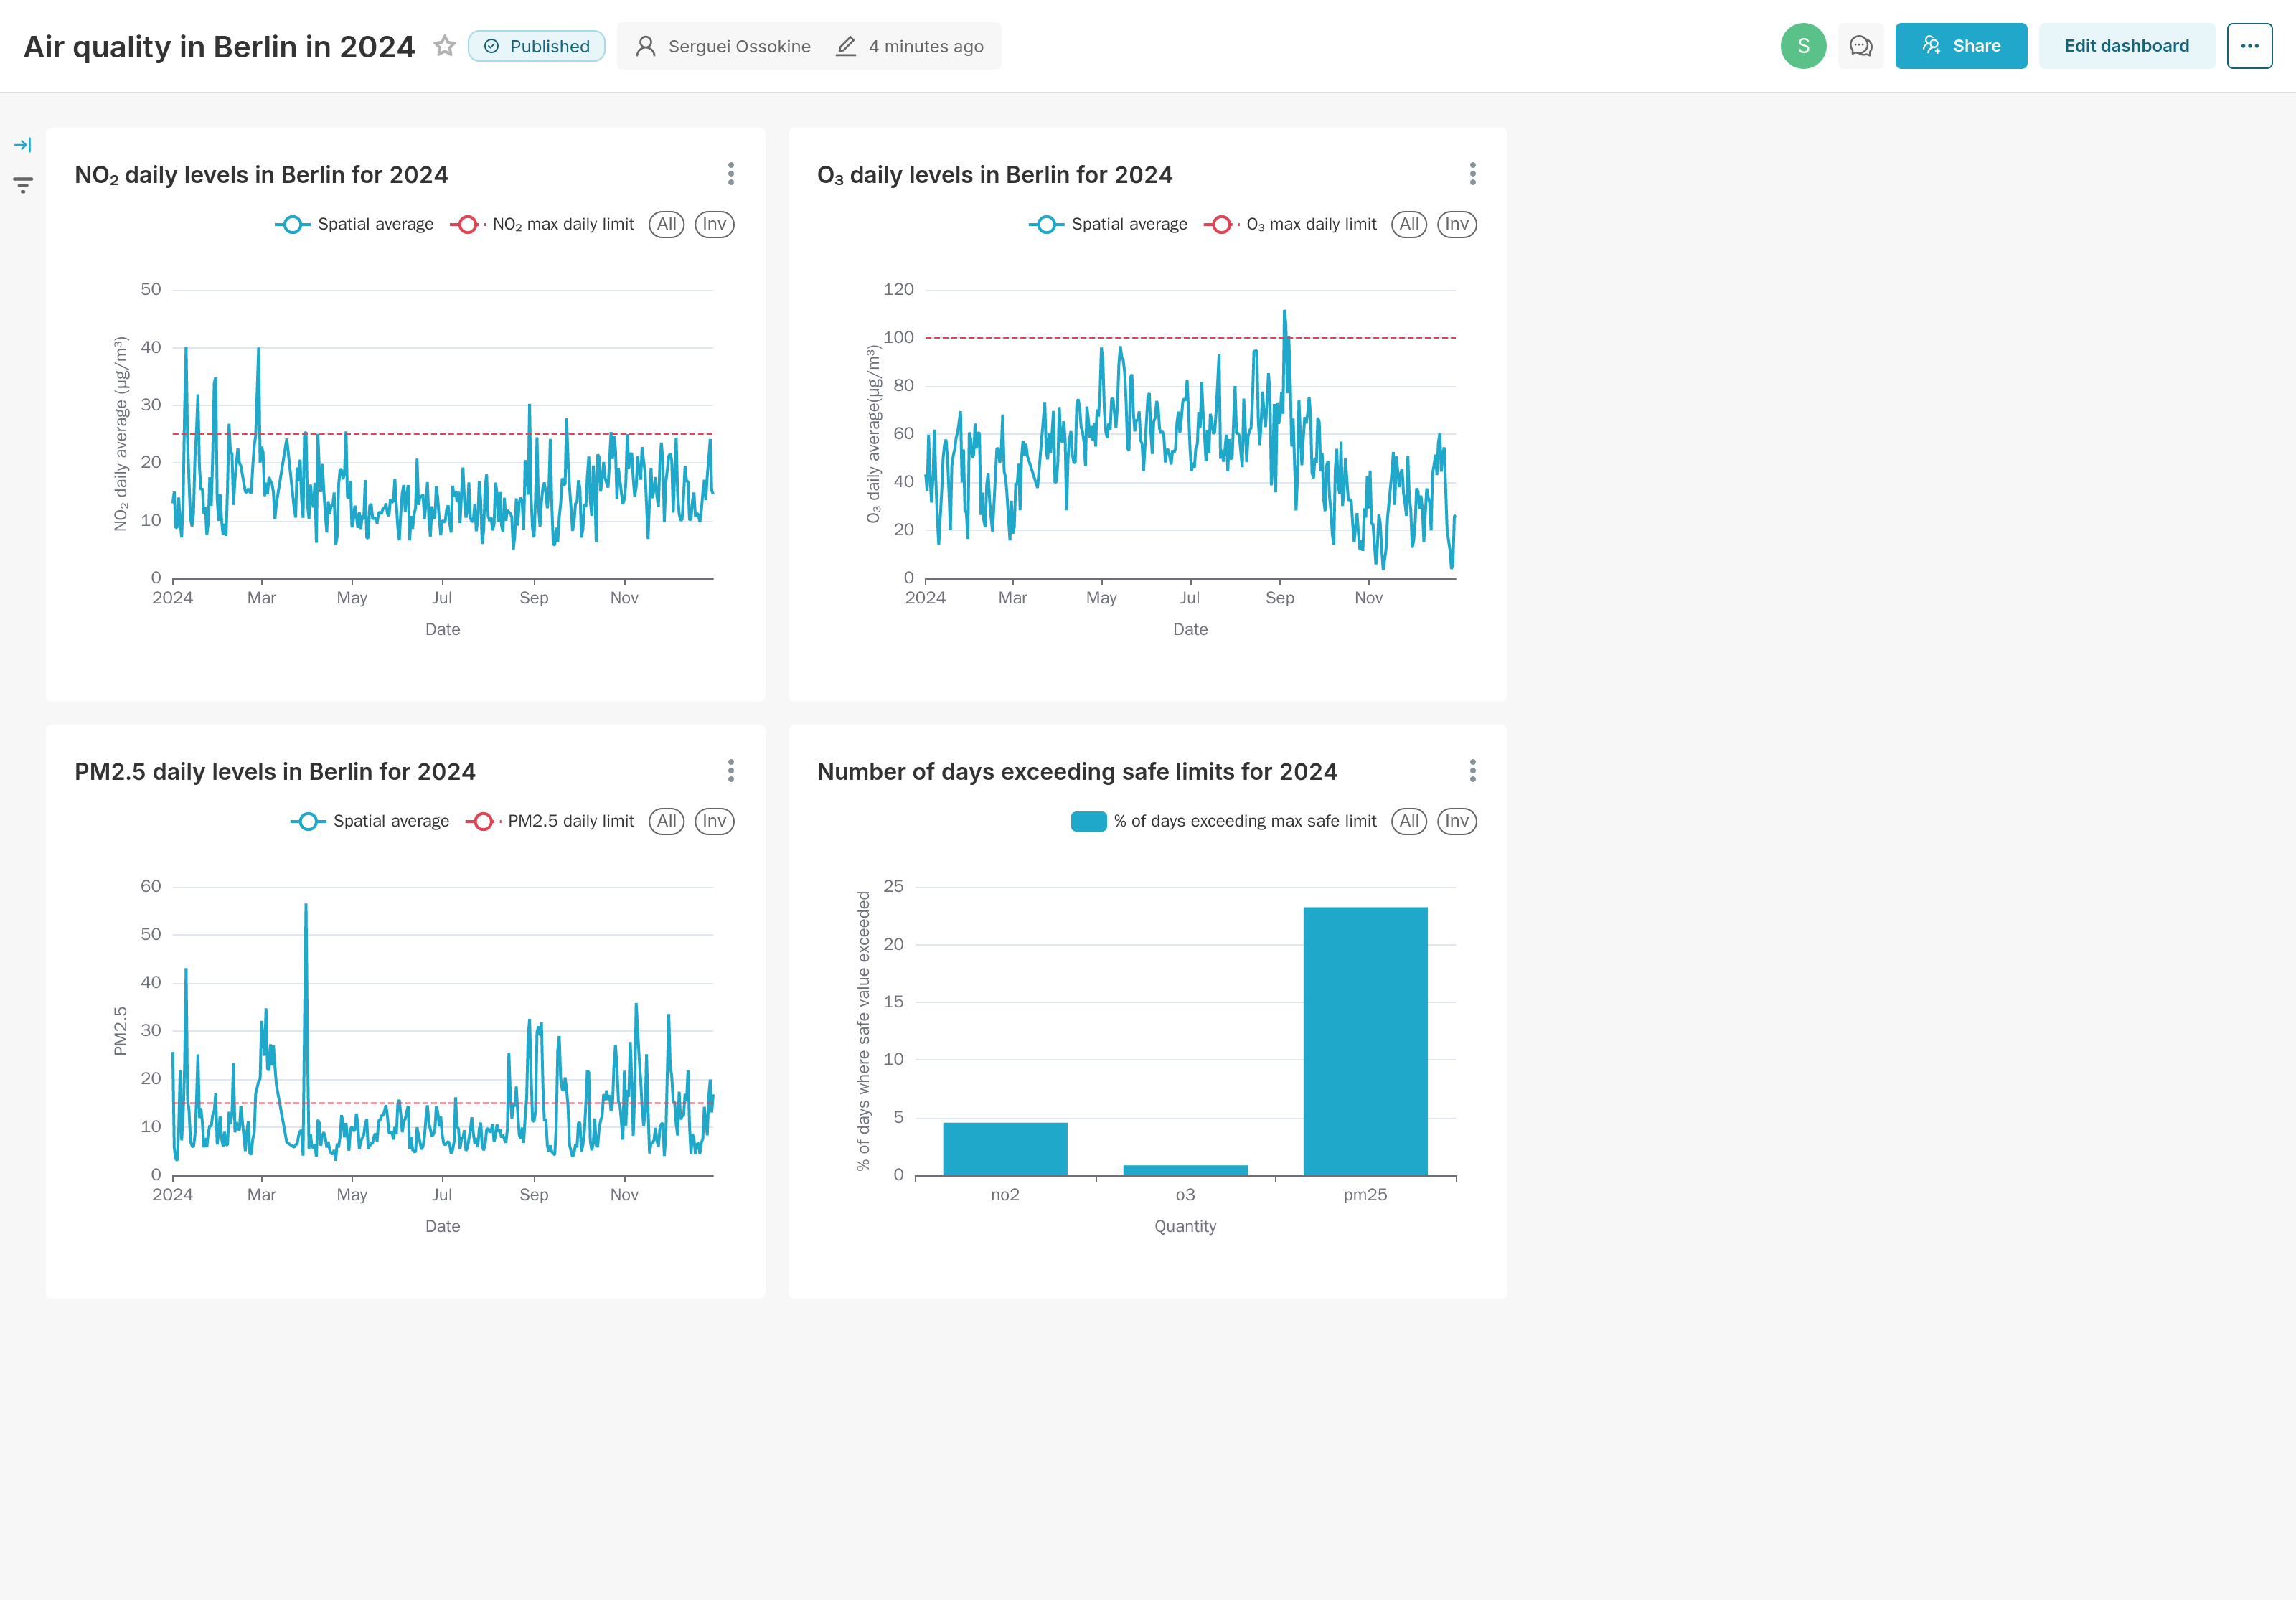 Air quality in Berlin in 2024 Published Serguei Ossokine 4 minutes ago S Share Edit dashboard
NO₂ daily levels in Berlin for 2024
Spatial average NO₂ max daily limit All Inv
NO₂ daily average (µg/m³)
50
40
30
20
10
0
2024 Mar May Jul Sep Nov
Date
O₃ daily levels in Berlin for 2024
Spatial average O₃ max daily limit All Inv
O₃ daily average(µg/m³)
120
100
80
60
40
20
0
2024 Mar May Jul Sep Nov
Date
PM2.5 daily levels in Berlin for 2024
Spatial average PM2.5 daily limit All Inv
PM2.5
60
50
40
30
20
10
0
2024 Mar May Jul Sep Nov
Date
Number of days exceeding safe limits for 2024
% of days exceeding max safe limit All Inv
% of days where safe value exceeded
25
20
15
10
5
0
no2 o3 pm25
Quantity